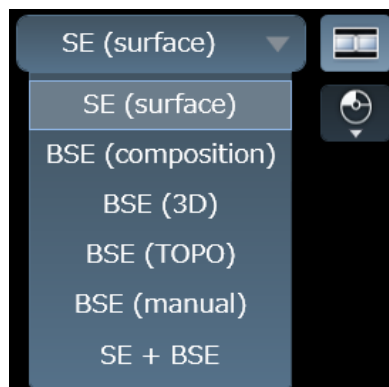 SE (surface)
SE (surface)
BSE (composition)
BSE (3D)
BSE (TOPO)
BSE (manual)
SE + BSE